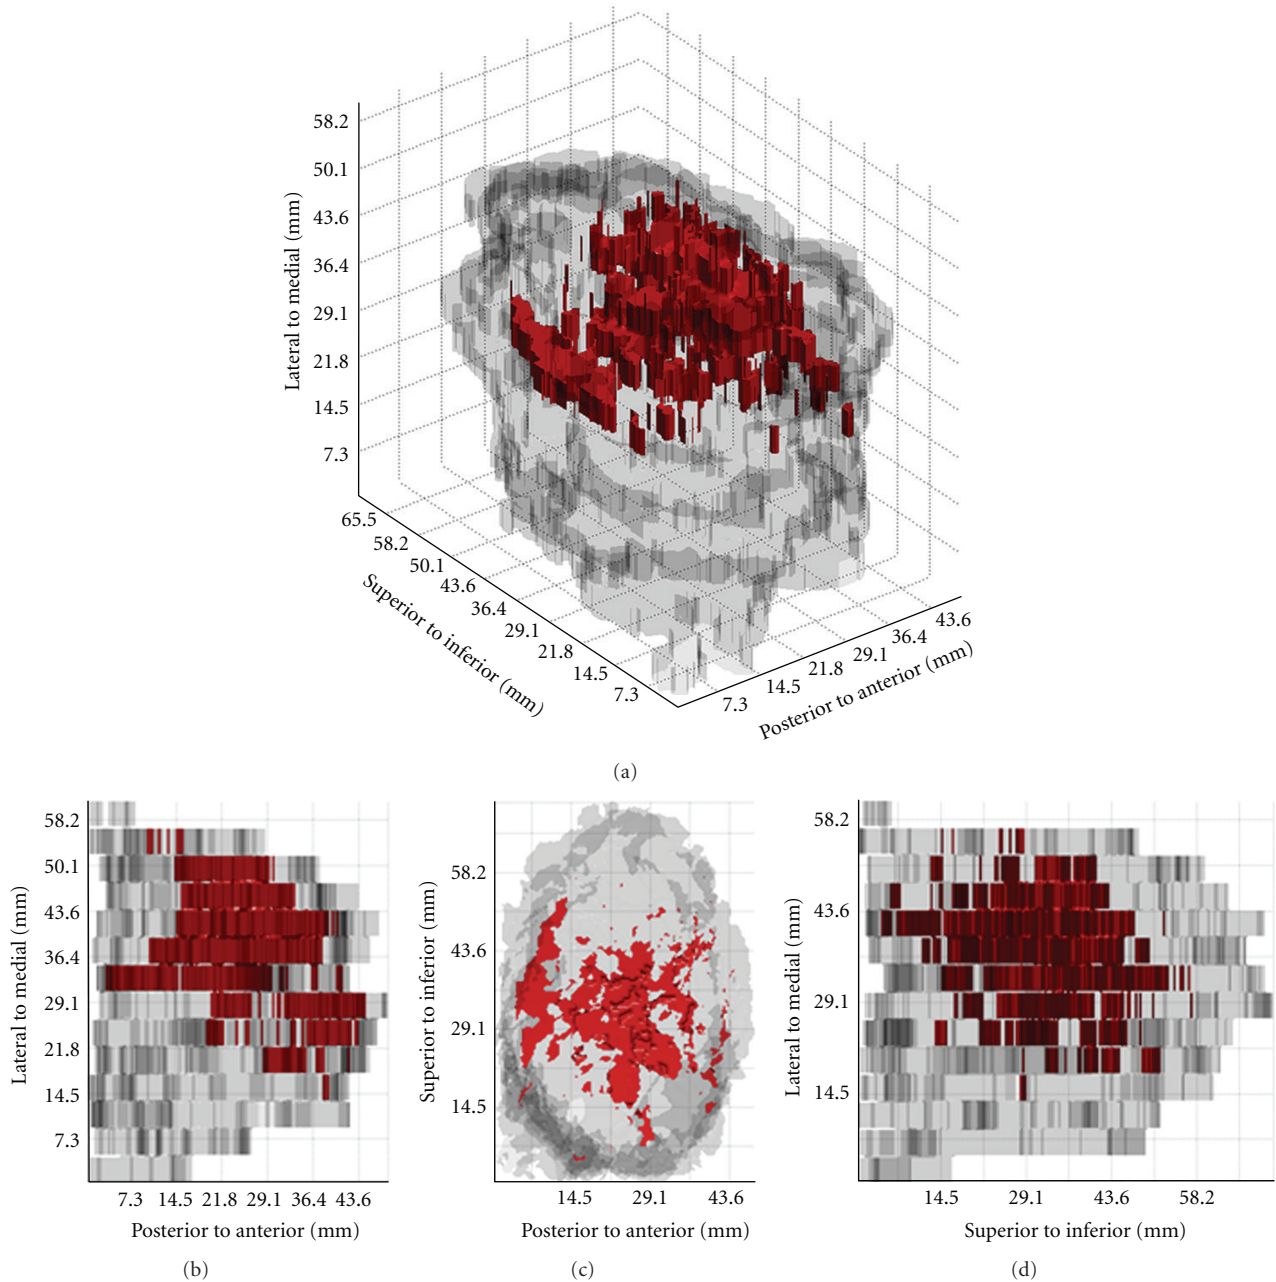 58.2
50.1
43.6
36.4
29.1
21.8
14.5
7.3
Lateral to medial (mm)
65.5
58.2
50.1
43.6
36.4
29.1
21.8
14.5
7.3
Superior to inferior (mm)
7.3
14.5
21.8
29.1
36.4
43.6
Posterior to anterior (mm)
(a)
58.2
50.1
43.6
36.4
29.1
21.8
14.5
7.3
Lateral to medial (mm)
7.3 14.5 21.8 29.1 36.4 43.6
Posterior to anterior (mm)
(b)
58.2
43.6
29.1
14.5
Superior to inferior (mm)
14.5 29.1 43.6
Posterior to anterior (mm)
(c)
58.2
43.6
29.1
14.5
Lateral to medial (mm)
14.5 29.1 43.6 58.2
Superior to inferior (mm)
(d)